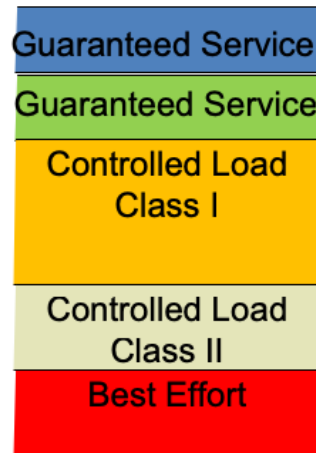 Guaranteed Service
Guaranteed Service
Controlled Load
Class I
Controlled Load
Class II
Best Effort